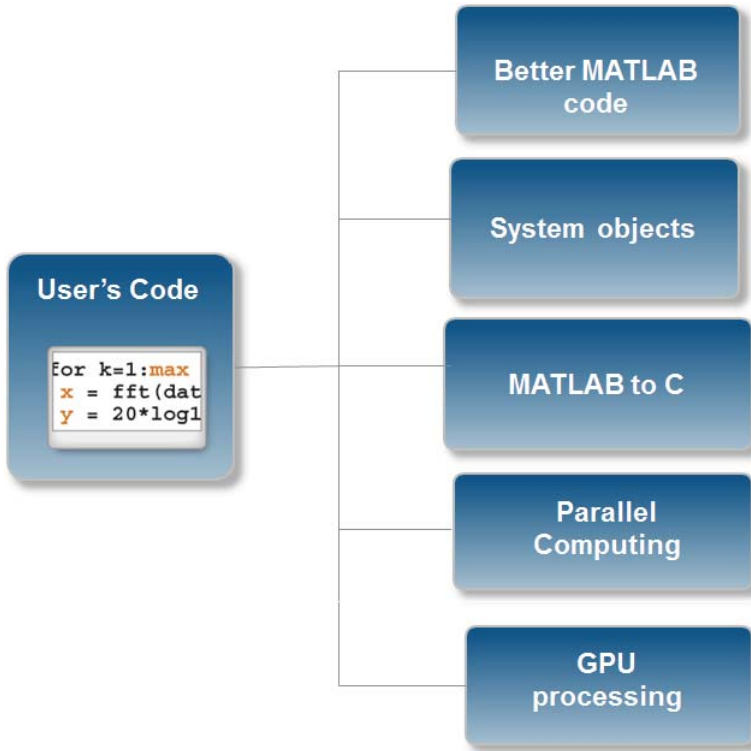 User's Code
for k=1:max
x = fft(dat
y = 20*log1
Better MATLAB
code
System objects
MATLAB to C
Parallel
Computing
GPU
processing